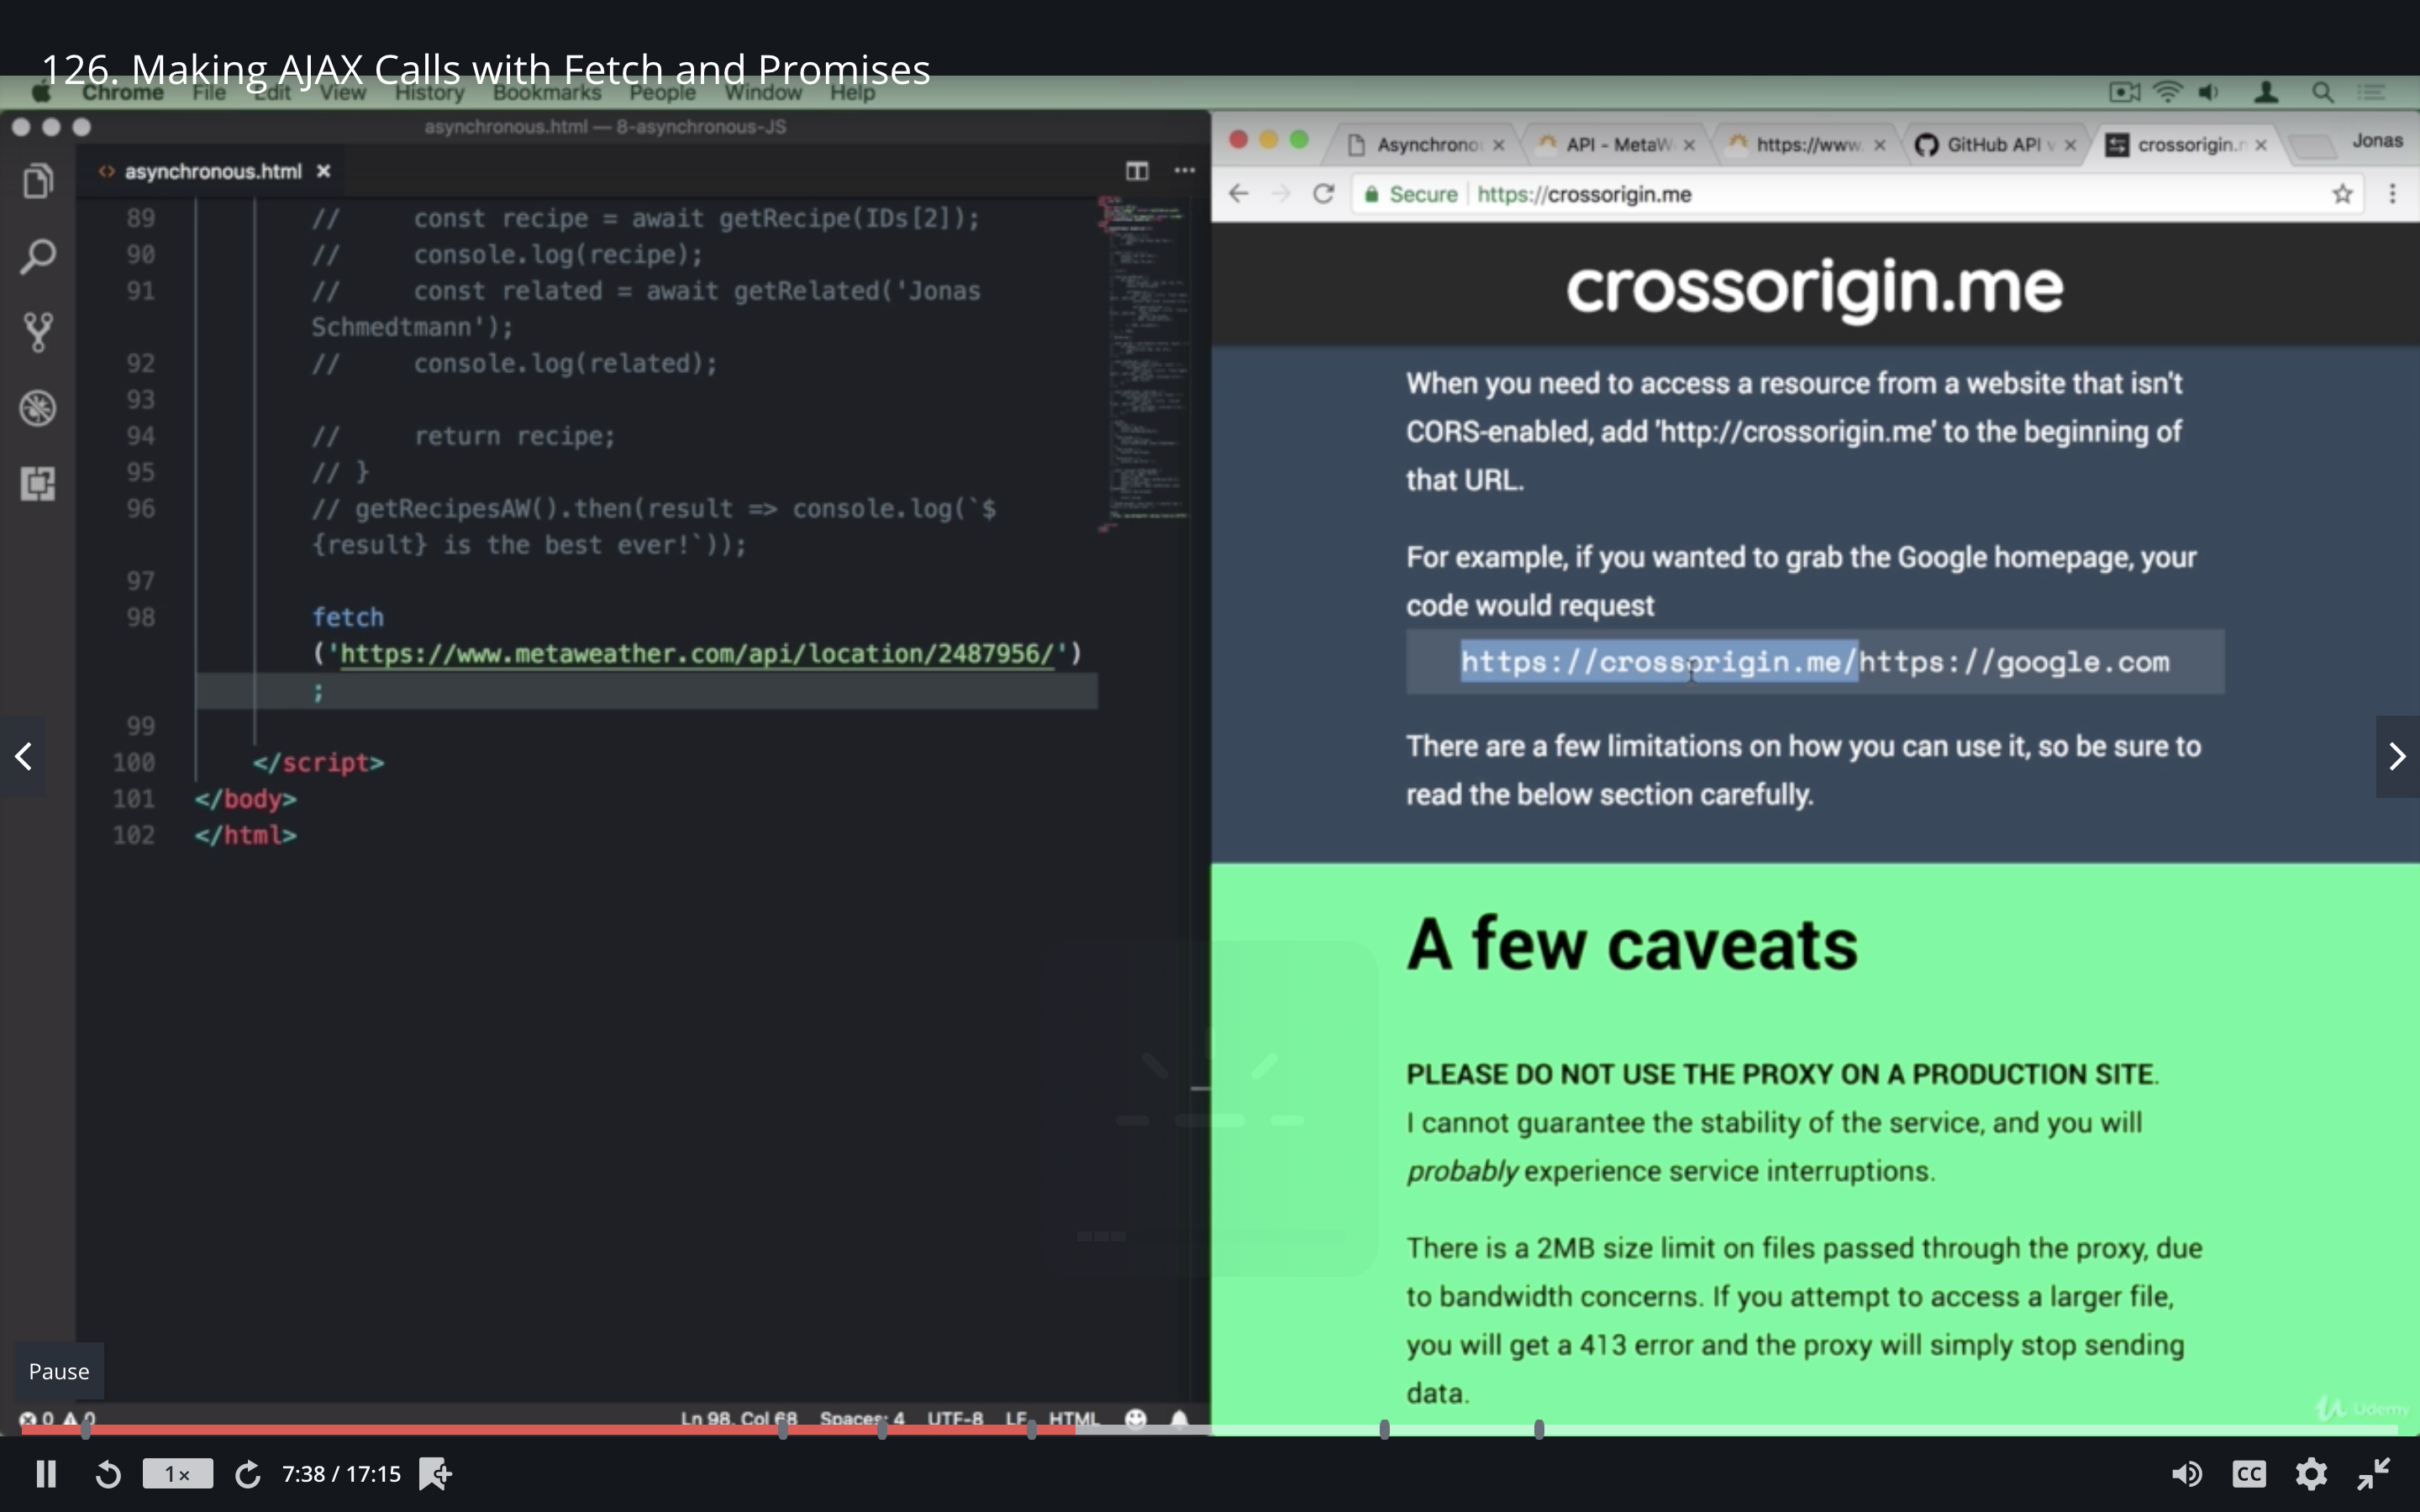 126. Making AJAX Calls with Fetch and Promises
Chrome File Edit View History Bookmarks People Window Help
asynchronous.html — 8-asynchronous-JS
asynchronous.html
89 // const recipe = await getRecipe(IDs[2]);
90 // console.log(recipe);
91 // const related = await getRelated('Jonas
Schmedtmann');
92 // console.log(related);
93
94 // return recipe;
95 // }
96 // getRecipesAW().then(result => console.log(`$
{result} is the best ever!`));
97
98 fetch
('https://www.metaweather.com/api/location/2487956/')
;
99
100 </script>
101 </body>
102 </html>
0 0 Ln 98, Col 68 Spaces: 4 UTF-8 LF HTML
Asynchrono API - MetaW https://www. GitHub API v crossorigin.m Jonas
Secure https://crossorigin.me
crossorigin.me
When you need to access a resource from a website that isn't
CORS-enabled, add 'http://crossorigin.me' to the beginning of
that URL.
For example, if you wanted to grab the Google homepage, your
code would request
https://crossorigin.me/https://google.com
There are a few limitations on how you can use it, so be sure to
read the below section carefully.
A few caveats
PLEASE DO NOT USE THE PROXY ON A PRODUCTION SITE.
I cannot guarantee the stability of the service, and you will
probably experience service interruptions.
There is a 2MB size limit on files passed through the proxy, due
to bandwidth concerns. If you attempt to access a larger file,
you will get a 413 error and the proxy will simply stop sending
data.
Udemy
Pause
1x 7:38 / 17:15 CC